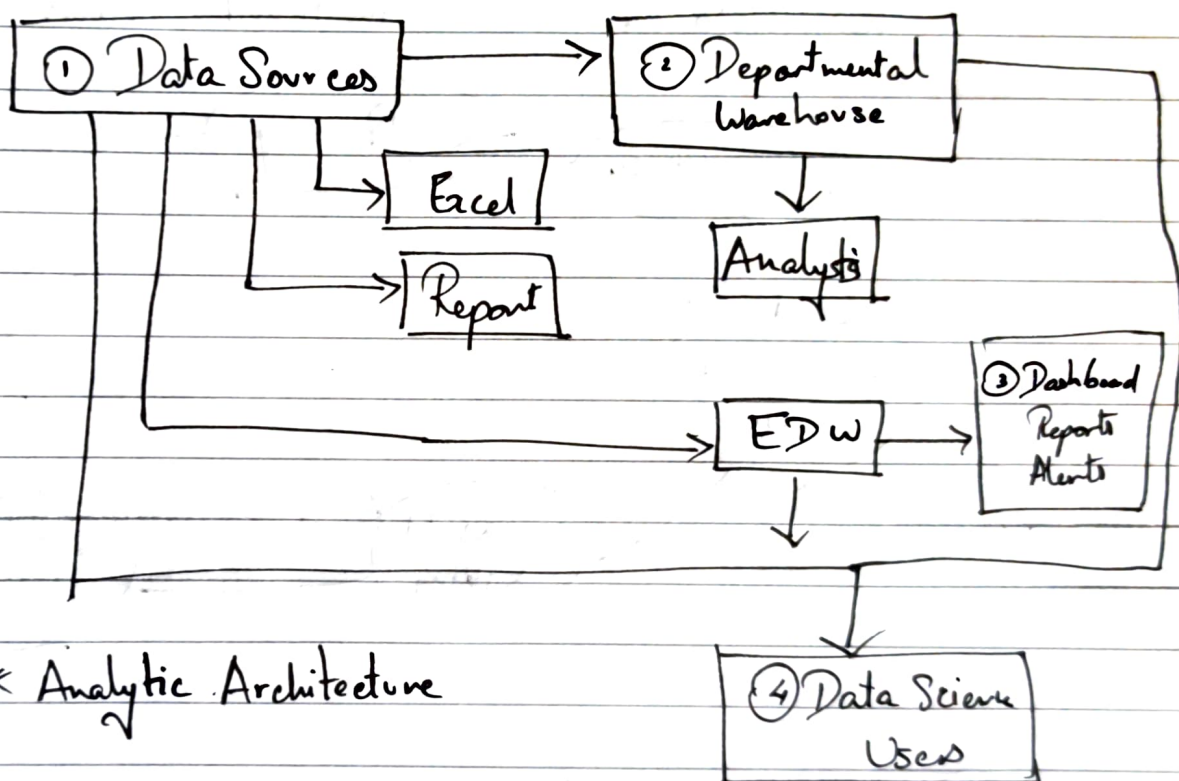 ① Data Sources
② Departmental
Warehouse
Excel
Analysts
Report
③ Dashboard
Reports
Alerts
EDW
* Analytic Architecture
④ Data Science
Users